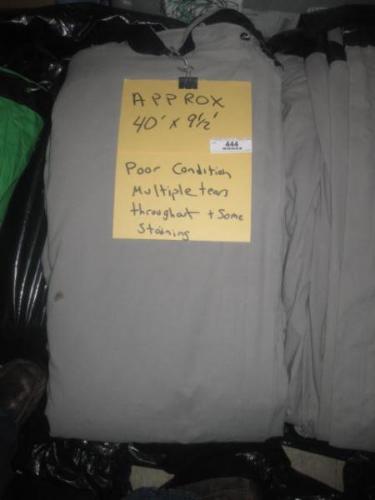 APPROX
40' x 9½'
444
Poor Condition
Multiple tears
throughout + Some
Staining